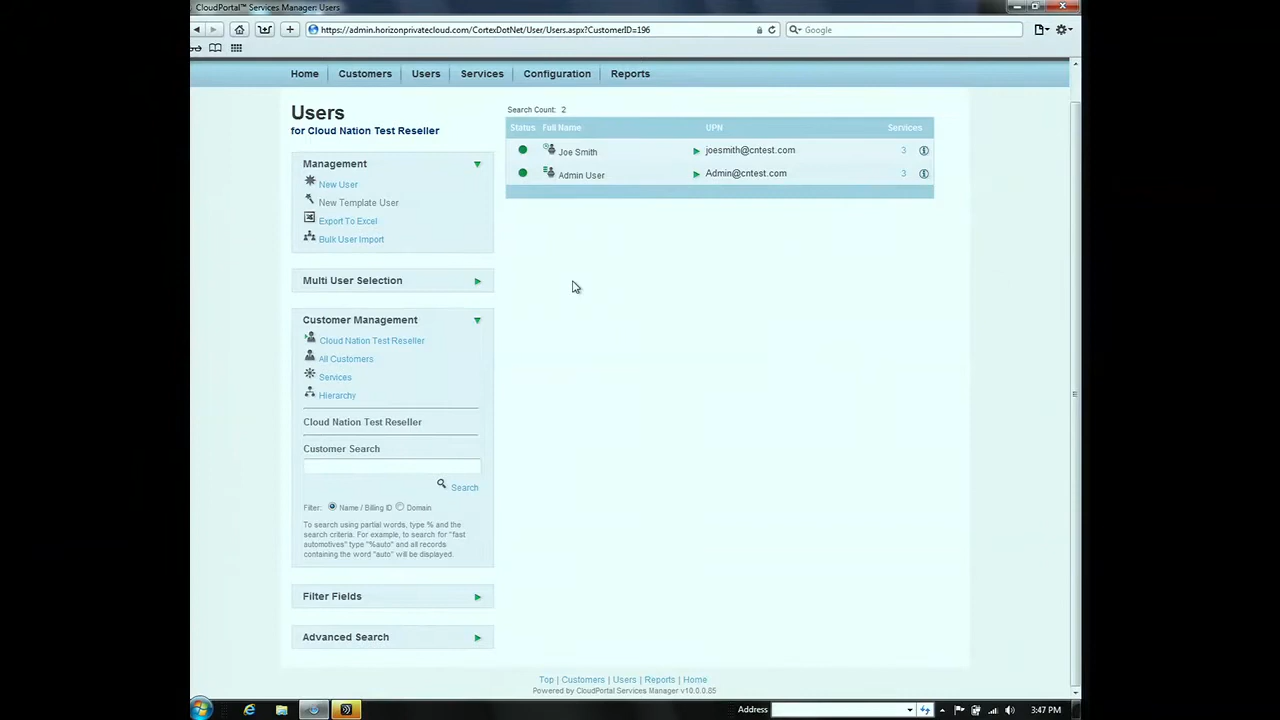 CloudPortal™ Services Manager: Users
https://admin.horizonprivatecloud.com/CortexDotNet/User/Users.aspx?CustomerID=196
Google
Home
Customers
Users
Services
Configuration
Reports
Users
for Cloud Nation Test Reseller
Management
New User
New Template User
Export To Excel
Bulk User Import
Multi User Selection
Customer Management
Cloud Nation Test Reseller
All Customers
Services
Hierarchy
Cloud Nation Test Reseller
Customer Search
Search
Filter: Name / Billing ID Domain
To search using partial words, type % and the
search criteria. For example, to search for "fast
automotives" type "%auto" and all records
containing the word "auto" will be displayed.
Filter Fields
Advanced Search
Search Count: 2
Status Full Name UPN Services
Joe Smith joesmith@cntest.com 3
Admin User Admin@cntest.com 3
Top | Customers | Users | Reports | Home
Powered by CloudPortal Services Manager v10.0.0.85
Address
3:47 PM